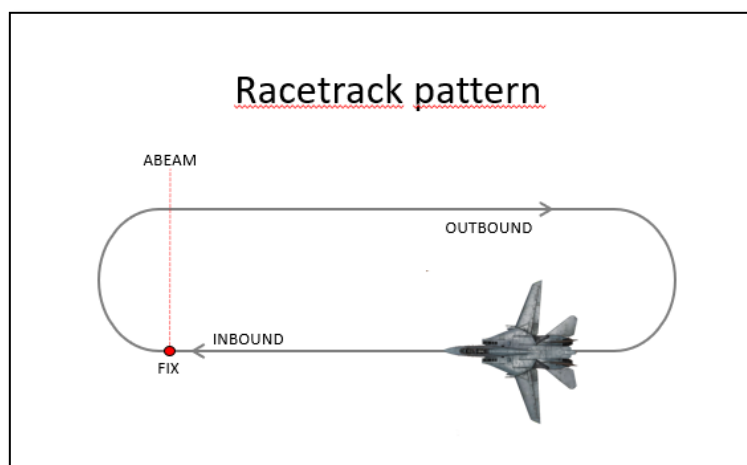 Racetrack pattern
ABEAM
OUTBOUND
INBOUND
FIX